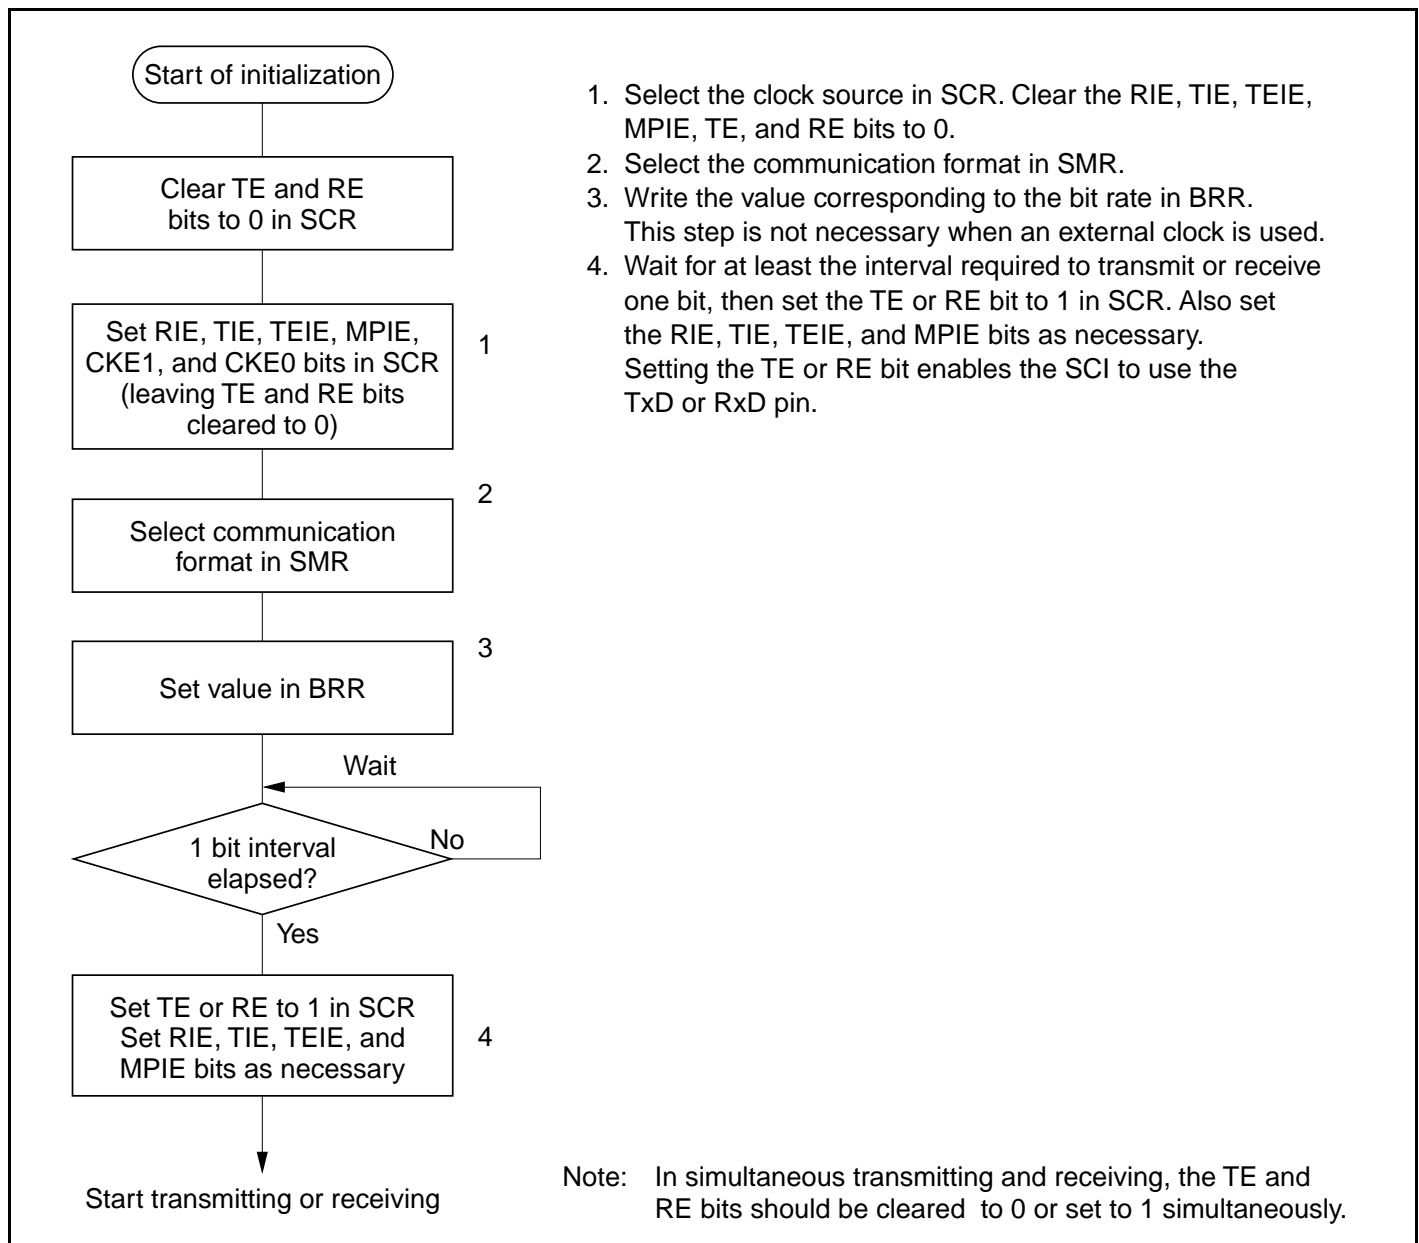 Start of initialization
Clear TE and RE
bits to 0 in SCR
Set RIE, TIE, TEIE, MPIE,
CKE1, and CKE0 bits in SCR
(leaving TE and RE bits
cleared to 0)
1
2
Select communication
format in SMR
3
Set value in BRR
Wait
1 bit interval
elapsed?
No
Yes
Set TE or RE to 1 in SCR
Set RIE, TIE, TEIE, and
MPIE bits as necessary
4
Start transmitting or receiving
1. Select the clock source in SCR. Clear the RIE, TIE, TEIE,
MPIE, TE, and RE bits to 0.
2. Select the communication format in SMR.
3. Write the value corresponding to the bit rate in BRR.
This step is not necessary when an external clock is used.
4. Wait for at least the interval required to transmit or receive
one bit, then set the TE or RE bit to 1 in SCR. Also set
the RIE, TIE, TEIE, and MPIE bits as necessary.
Setting the TE or RE bit enables the SCI to use the
TxD or RxD pin.
Note: In simultaneous transmitting and receiving, the TE and
RE bits should be cleared to 0 or set to 1 simultaneously.